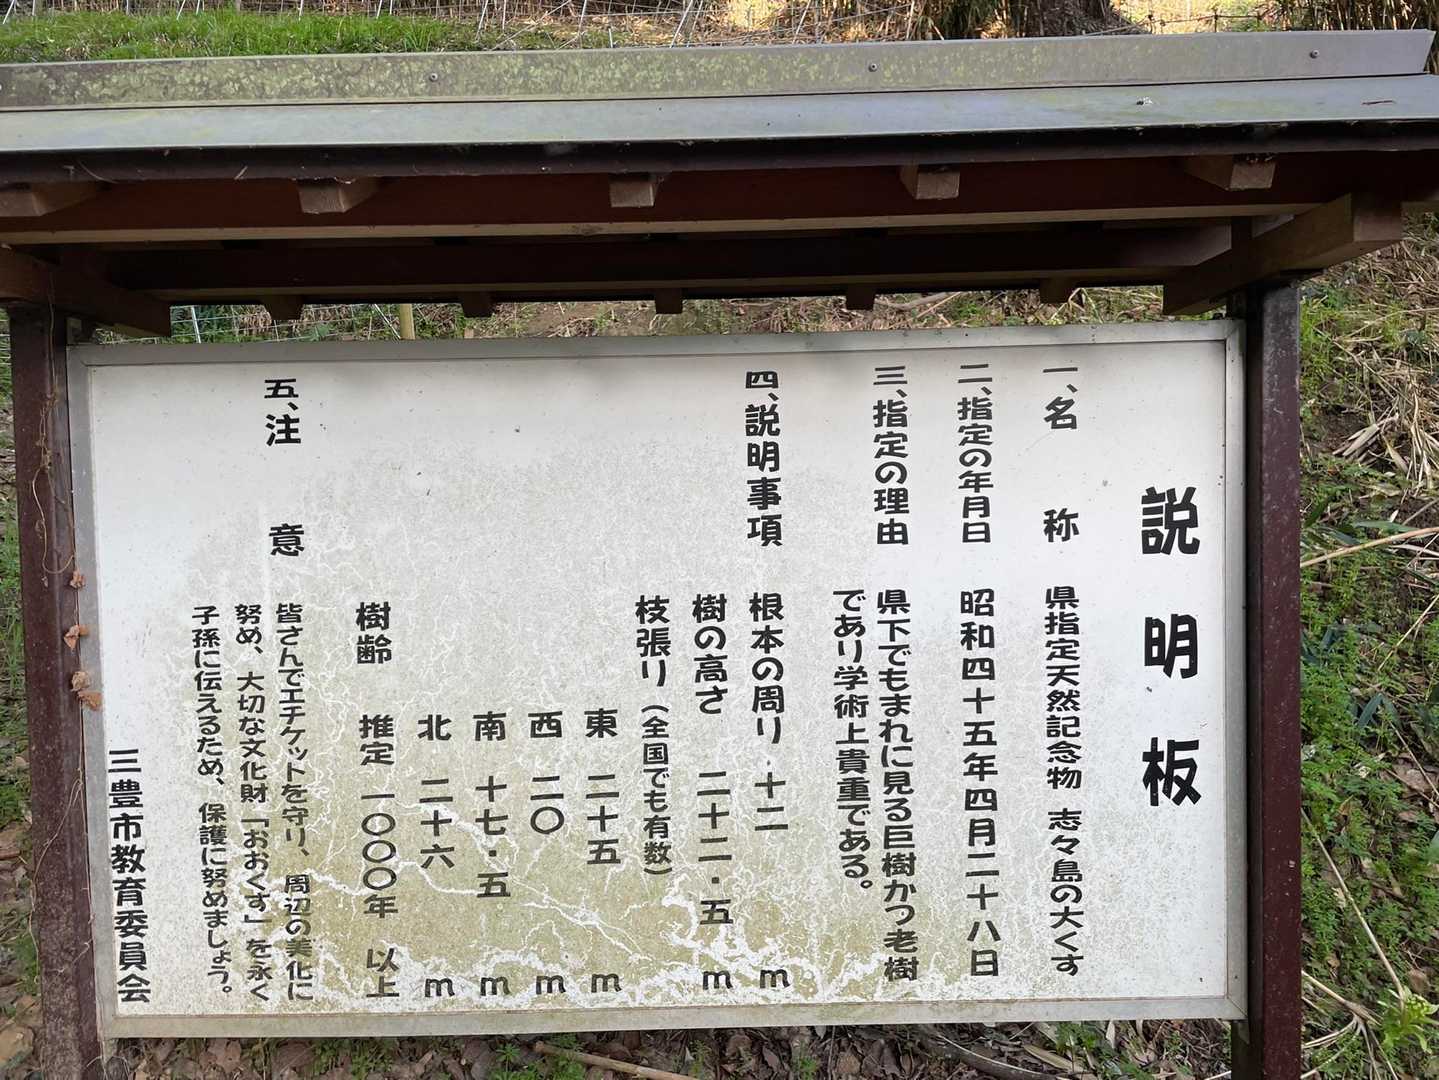 説明板
一、名称 県指定天然記念物 志々島の大くす
二、指定の年月日 昭和四十五年四月二十八日
三、指定の理由 県下でもまれに見る巨樹かつ老樹
であり学術上貴重である。
四、説明事項 根本の周り 十二 m
樹の高さ 二十二・五 m
枝張り（全国でも有数）
東 二十五 m
西 二〇 m
南 十七・五 m
北 二十六 m
樹齢 推定 一〇〇〇年 以上
五、注意 皆さんでエチケットを守り、周辺の美化に
努め、大切な文化財「おおくす」を永く
子孫に伝えるため、保護に努めましょう。
三豊市教育委員会